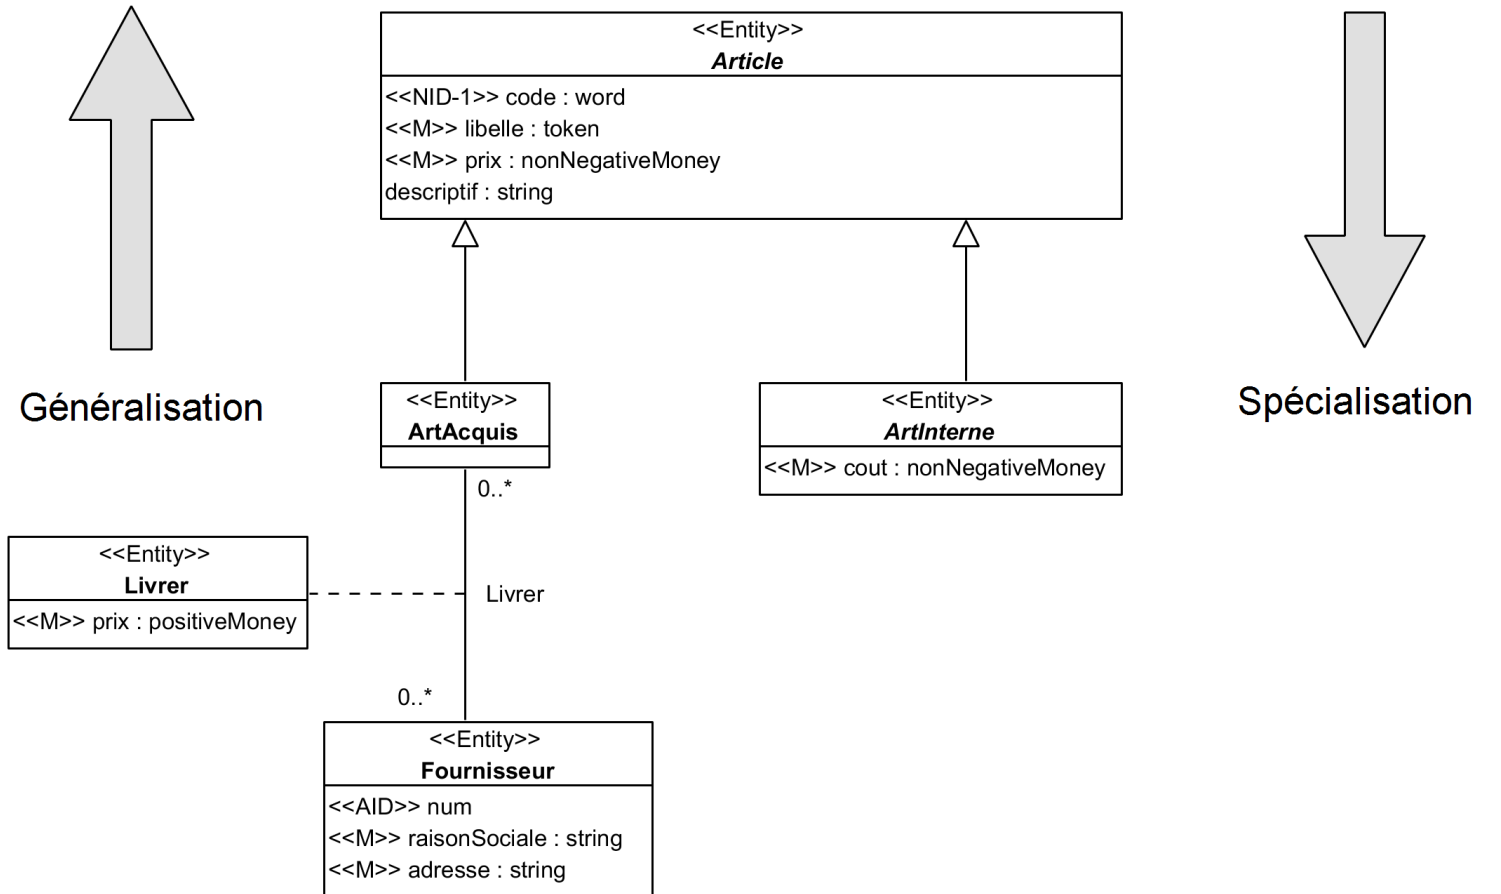 <<Entity>>
Article
<<NID-1>> code : word
<<M>> libelle : token
<<M>> prix : nonNegativeMoney
descriptif : string
Généralisation
Spécialisation
<<Entity>>
ArtAcquis
<<Entity>>
ArtInterne
<<M>> cout : nonNegativeMoney
0..*
<<Entity>>
Livrer
<<M>> prix : positiveMoney
Livrer
0..*
<<Entity>>
Fournisseur
<<AID>> num
<<M>> raisonSociale : string
<<M>> adresse : string